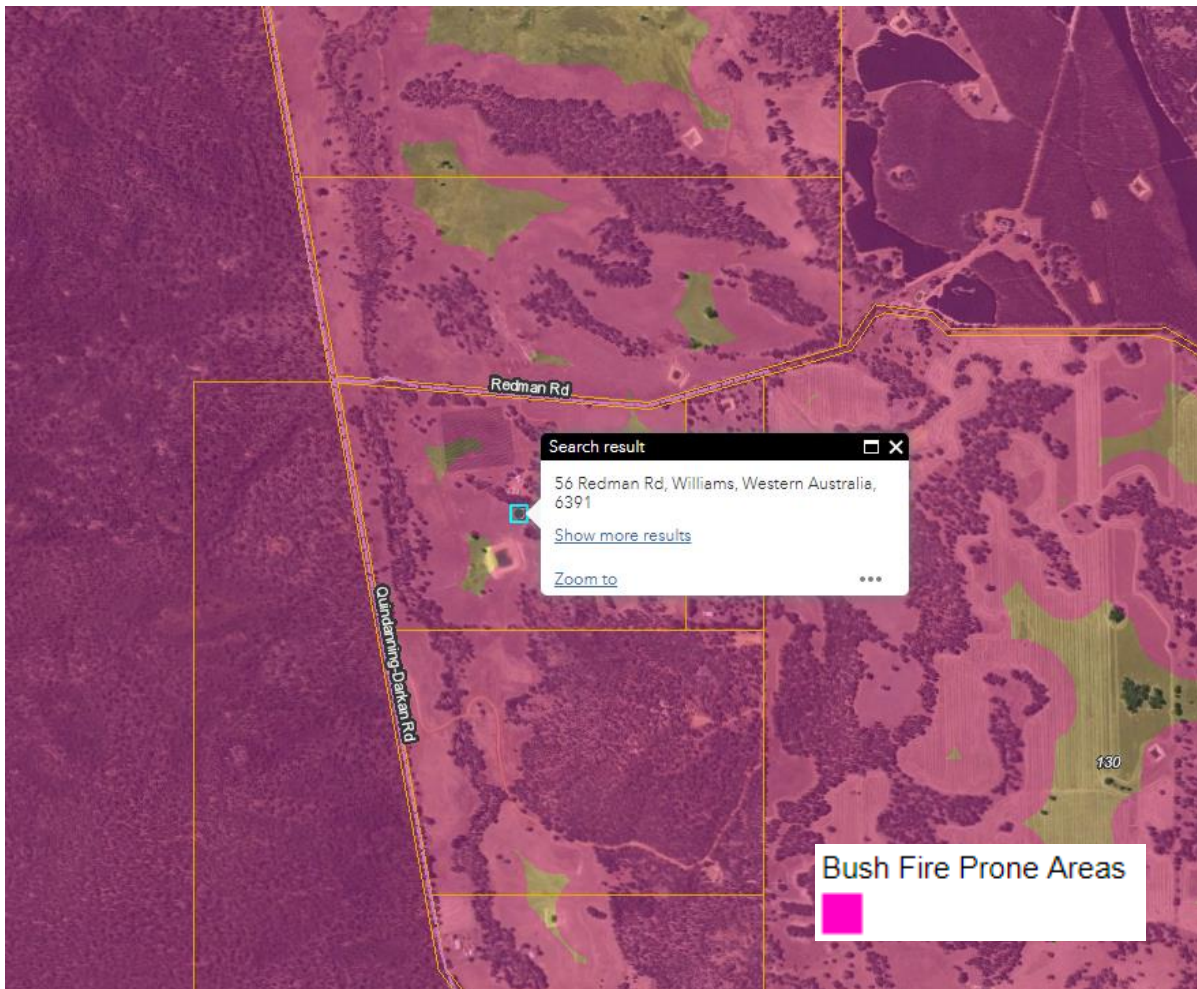 Redman Rd
Search result
56 Redman Rd, Williams, Western Australia,
6391
Show more results
Zoom to
•••
Quindanning-Darkan Rd
130
Bush Fire Prone Areas